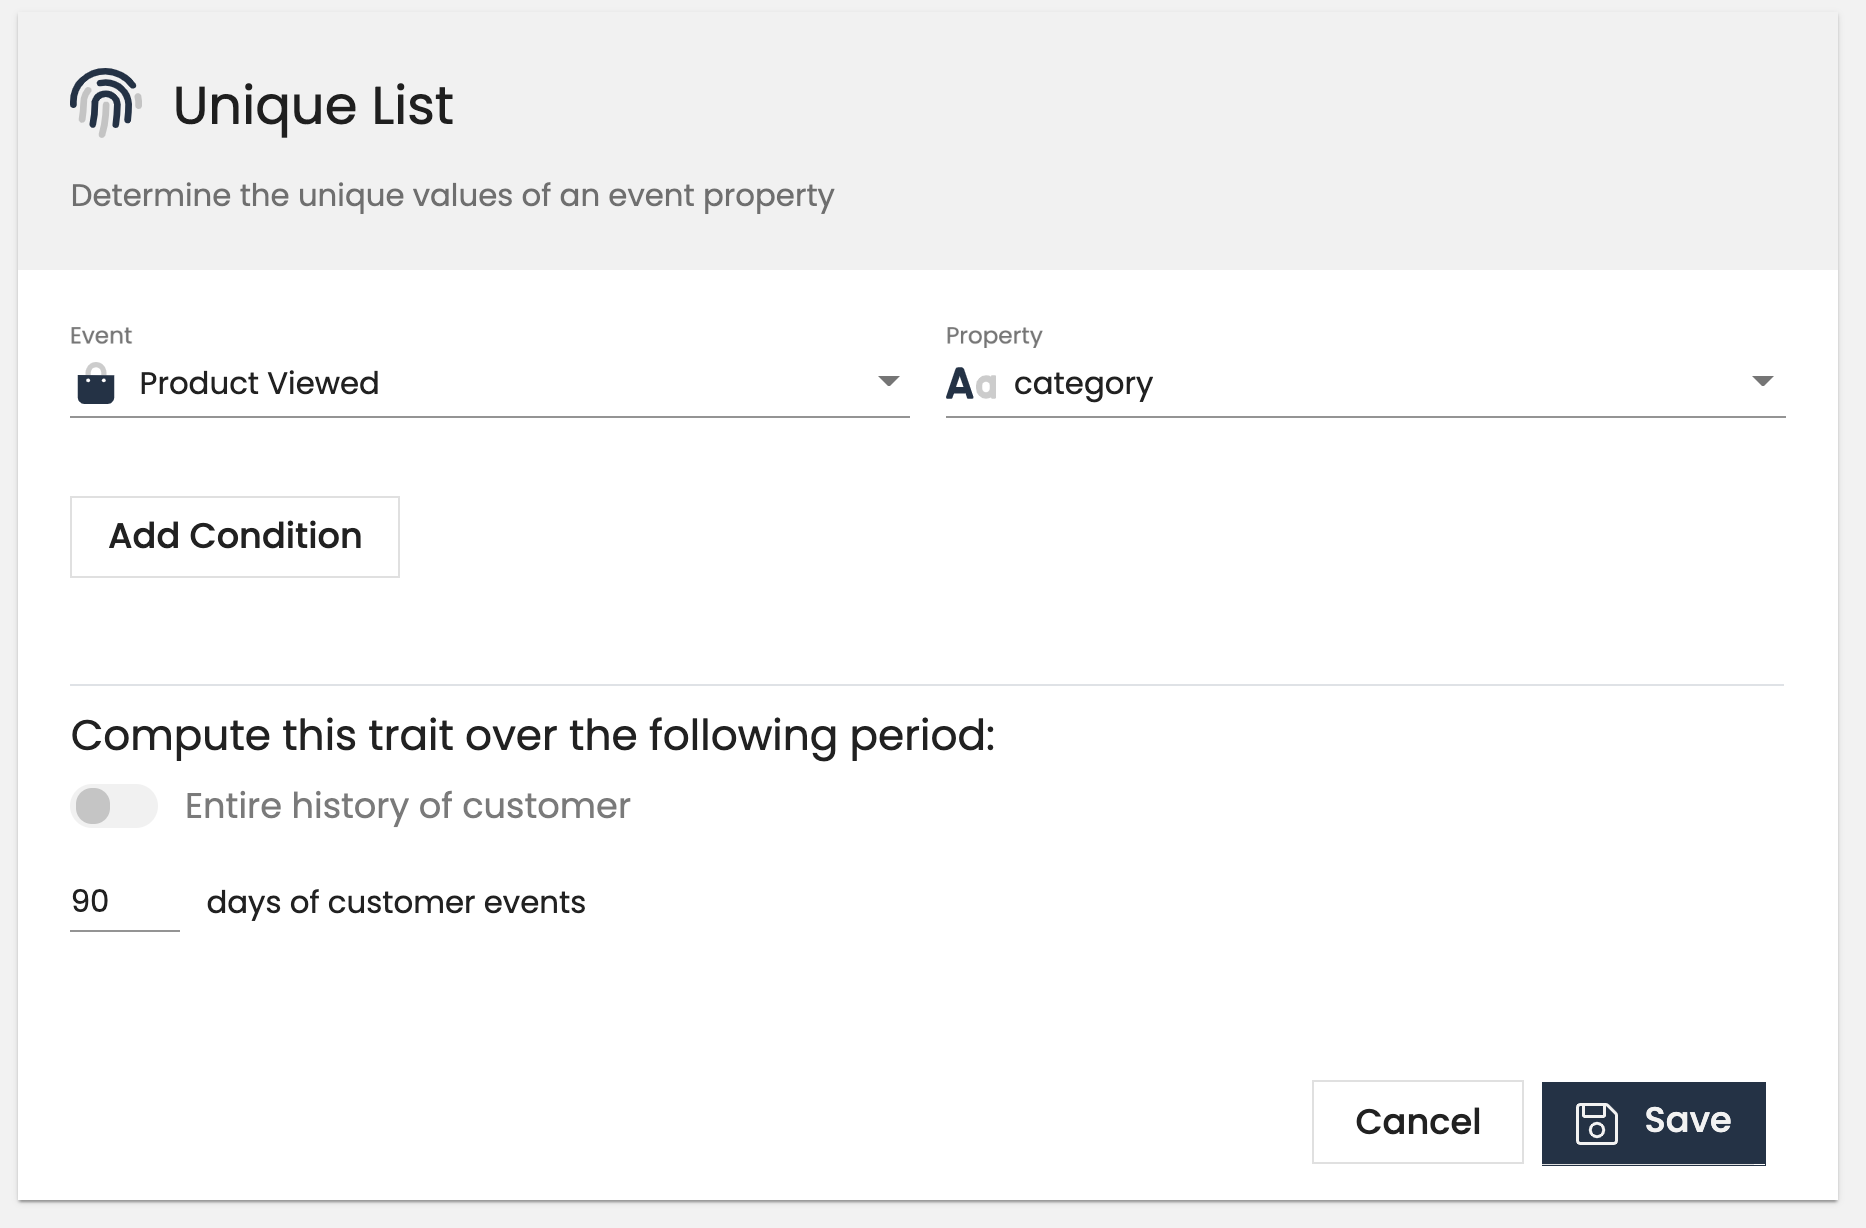 Unique List
Determine the unique values of an event property
Event
Property
Product Viewed
Aa category
Add Condition
Compute this trait over the following period:
Entire history of customer
90 days of customer events
Cancel
Save